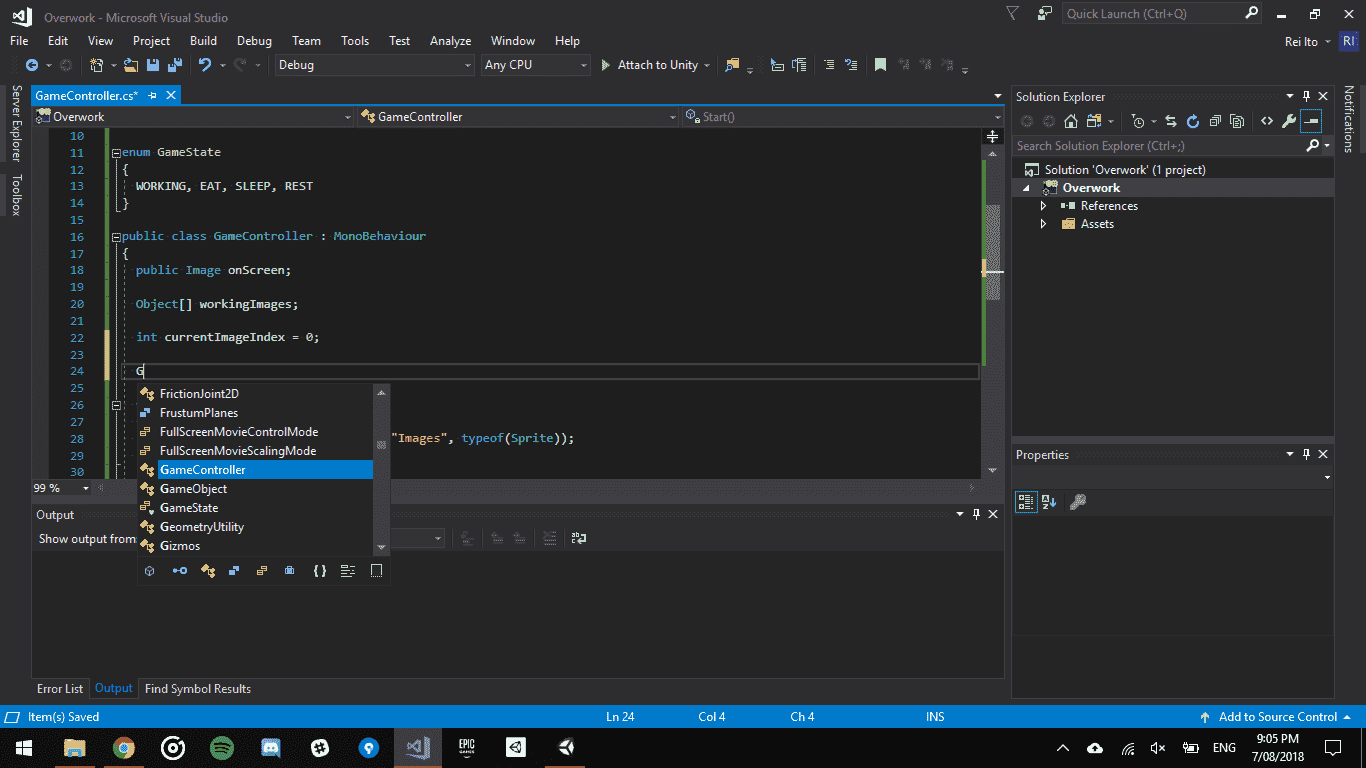 Overwork - Microsoft Visual Studio
Quick Launch (Ctrl+Q)
File Edit View Project Build Debug Team Tools Test Analyze Window Help
Rei Ito RI
Debug Any CPU Attach to Unity
Server Explorer
Toolbox
GameController.cs*
Overwork GameController Start()
10
11 enum GameState
12 {
13 WORKING, EAT, SLEEP, REST
14 }
15
16 public class GameController : MonoBehaviour
17 {
18 public Image onScreen;
19
20 Object[] workingImages;
21
22 int currentImageIndex = 0;
23
24 G
25
26
27
28 "Images", typeof(Sprite));
29
30
FrictionJoint2D
FrustumPlanes
FullScreenMovieControlMode
FullScreenMovieScalingMode
GameController
GameObject
GameState
GeometryUtility
Gizmos
99 %
Output
Show output from:
Error List Output Find Symbol Results
Solution Explorer
Search Solution Explorer (Ctrl+;)
Solution 'Overwork' (1 project)
Overwork
References
Assets
Properties
Notifications
Item(s) Saved Ln 24 Col 4 Ch 4 INS Add to Source Control
EPIC
GAMES
ENG
9:05 PM
7/08/2018